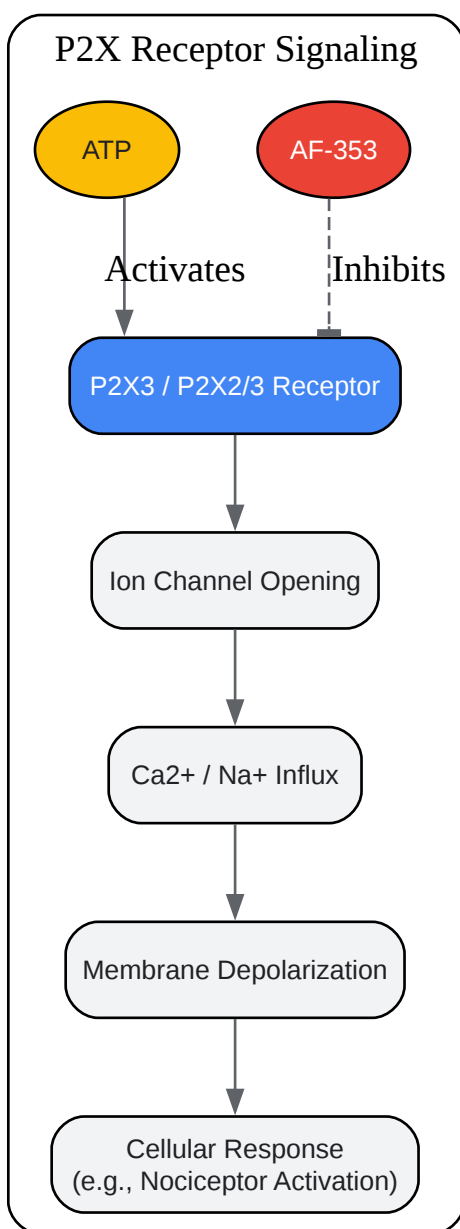 P2X Receptor Signaling
ATP
AF-353
Activates
Inhibits
P2X3 / P2X2/3 Receptor
Ion Channel Opening
Ca2+ / Na+ Influx
Membrane Depolarization
Cellular Response
(e.g., Nociceptor Activation)